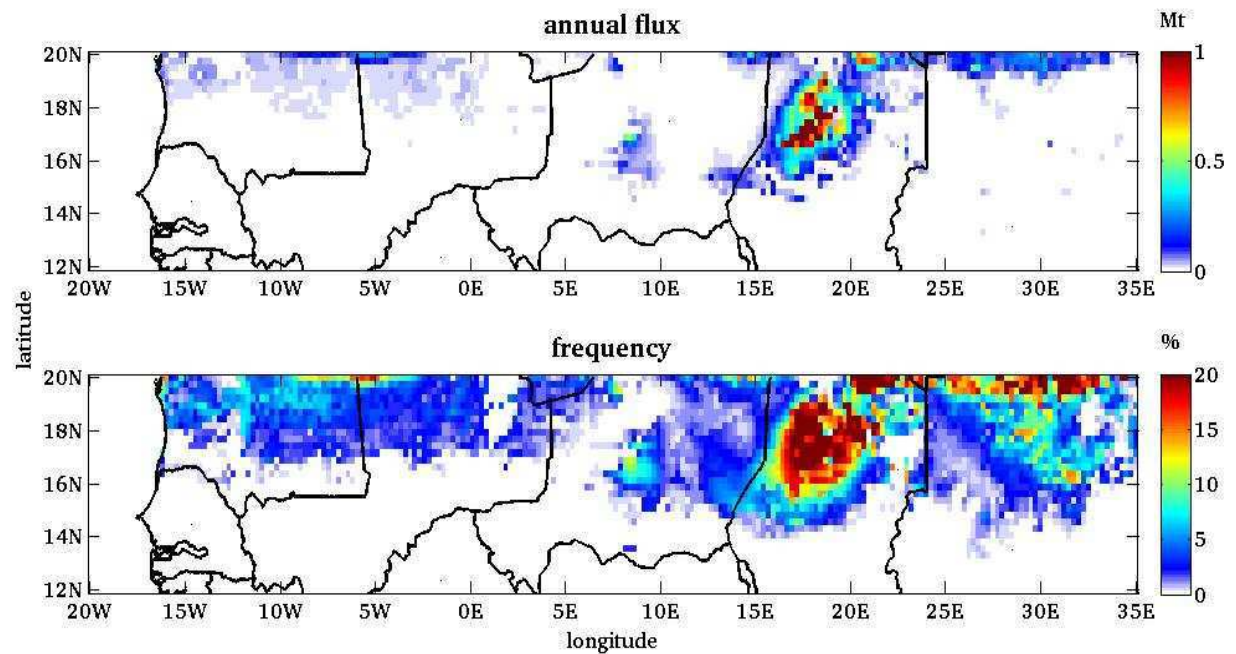 annual flux
Mt
20N
18N
16N
14N
12N
20W 15W 10W 5W 0E 5E 10E 15E 20E 25E 30E 35E
1
0.5
0
latitude
frequency
%
20N
18N
16N
14N
12N
20W 15W 10W 5W 0E 5E 10E 15E 20E 25E 30E 35E
20
15
10
5
0
longitude